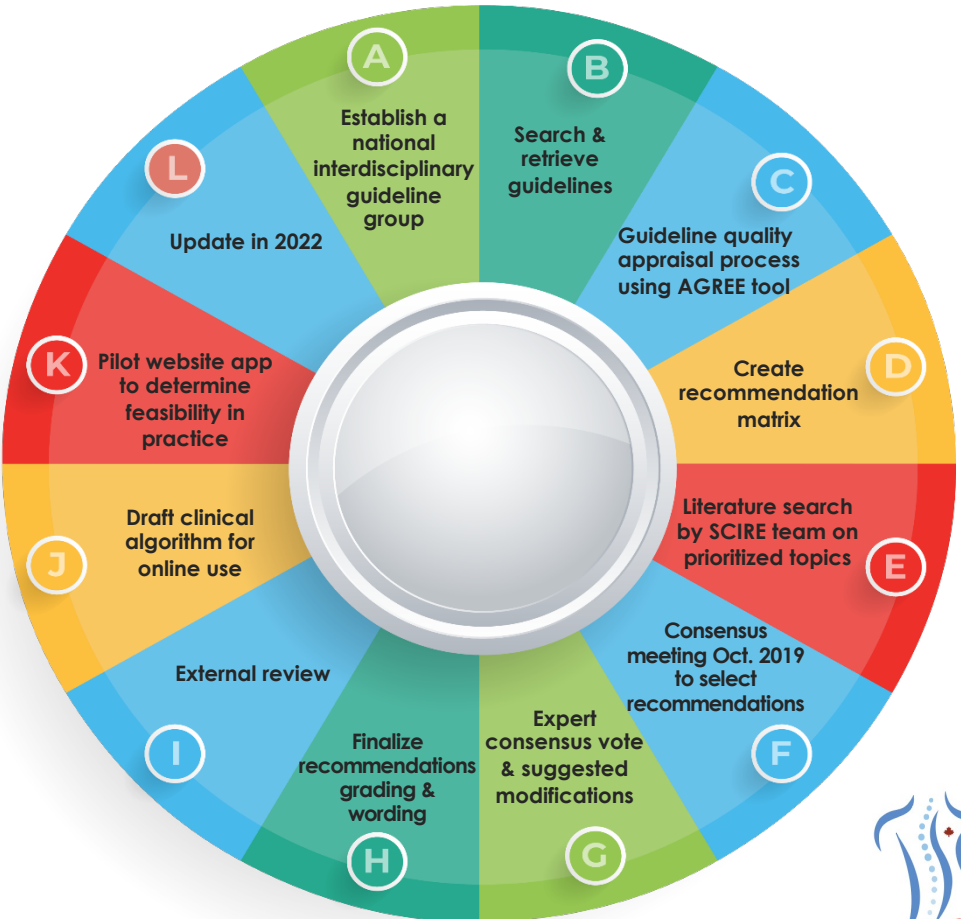 A
Establish a
national
interdisciplinary
guideline
group
B
Search &
retrieve
guidelines
C
Guideline quality
appraisal process
using AGREE tool
D
Create
recommendation
matrix
E
Literature search
by SCIRE team on
prioritized topics
F
Consensus
meeting Oct. 2019
to select
recommendations
G
Expert
consensus vote
& suggested
modifications
H
Finalize
recommendations
grading &
wording
I
External review
J
Draft clinical
algorithm for
online use
K
Pilot website app
to determine
feasibility in
practice
L
Update in 2022